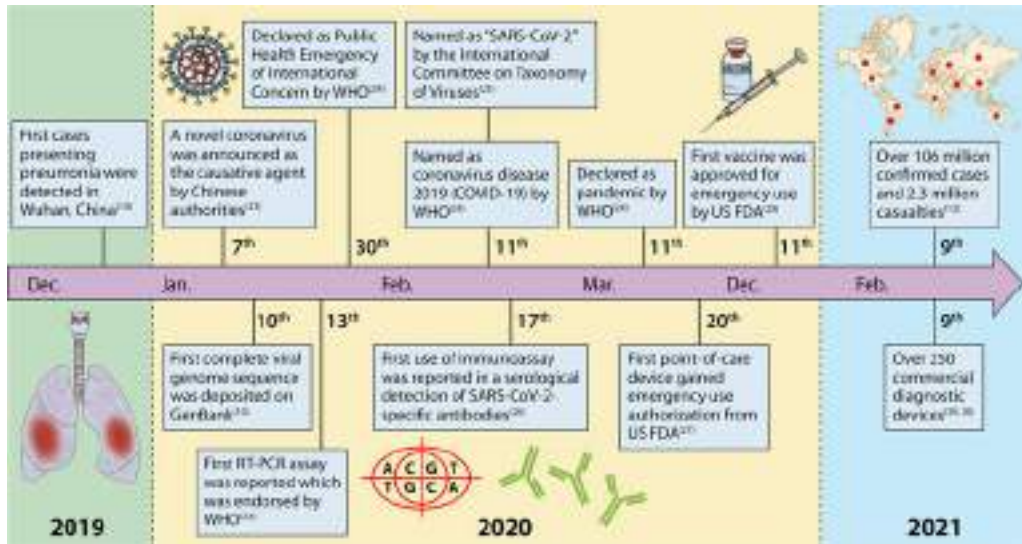 Declared as Public
Health Emergency
of International
Concern by WHO
Named as "SARS-CoV-2"
by the International
Committee on Taxonomy
of Viruses
First cases
presenting
pneumonia were
detected in
Wuhan, China
A novel coronavirus
was announced as
the causative agent
by Chinese
authorities
Named as
coronavirus disease
2019 (COVID-19) by
WHO
Declared as
pandemic by
WHO
First vaccine was
approved for
emergency use
by US FDA
Over 106 million
confirmed cases
and 2.3 million
casualties
7th
30th
11th
11th
11th
9th
Dec.
Jan.
Feb.
Mar.
Dec.
Feb.
10th
13th
17th
20th
9th
First complete viral
genome sequence
was deposited on
GenBank
First use of immunoassay
was reported in a serological
detection of SARS-CoV-2-
specific antibodies
First point-of-care
device gained
emergency use
authorization from
US FDA
Over 250
commercial
diagnostic
devices
First RT-PCR assay
was reported which
was endorsed by
WHO
A C G T
T G C A
2019
2020
2021